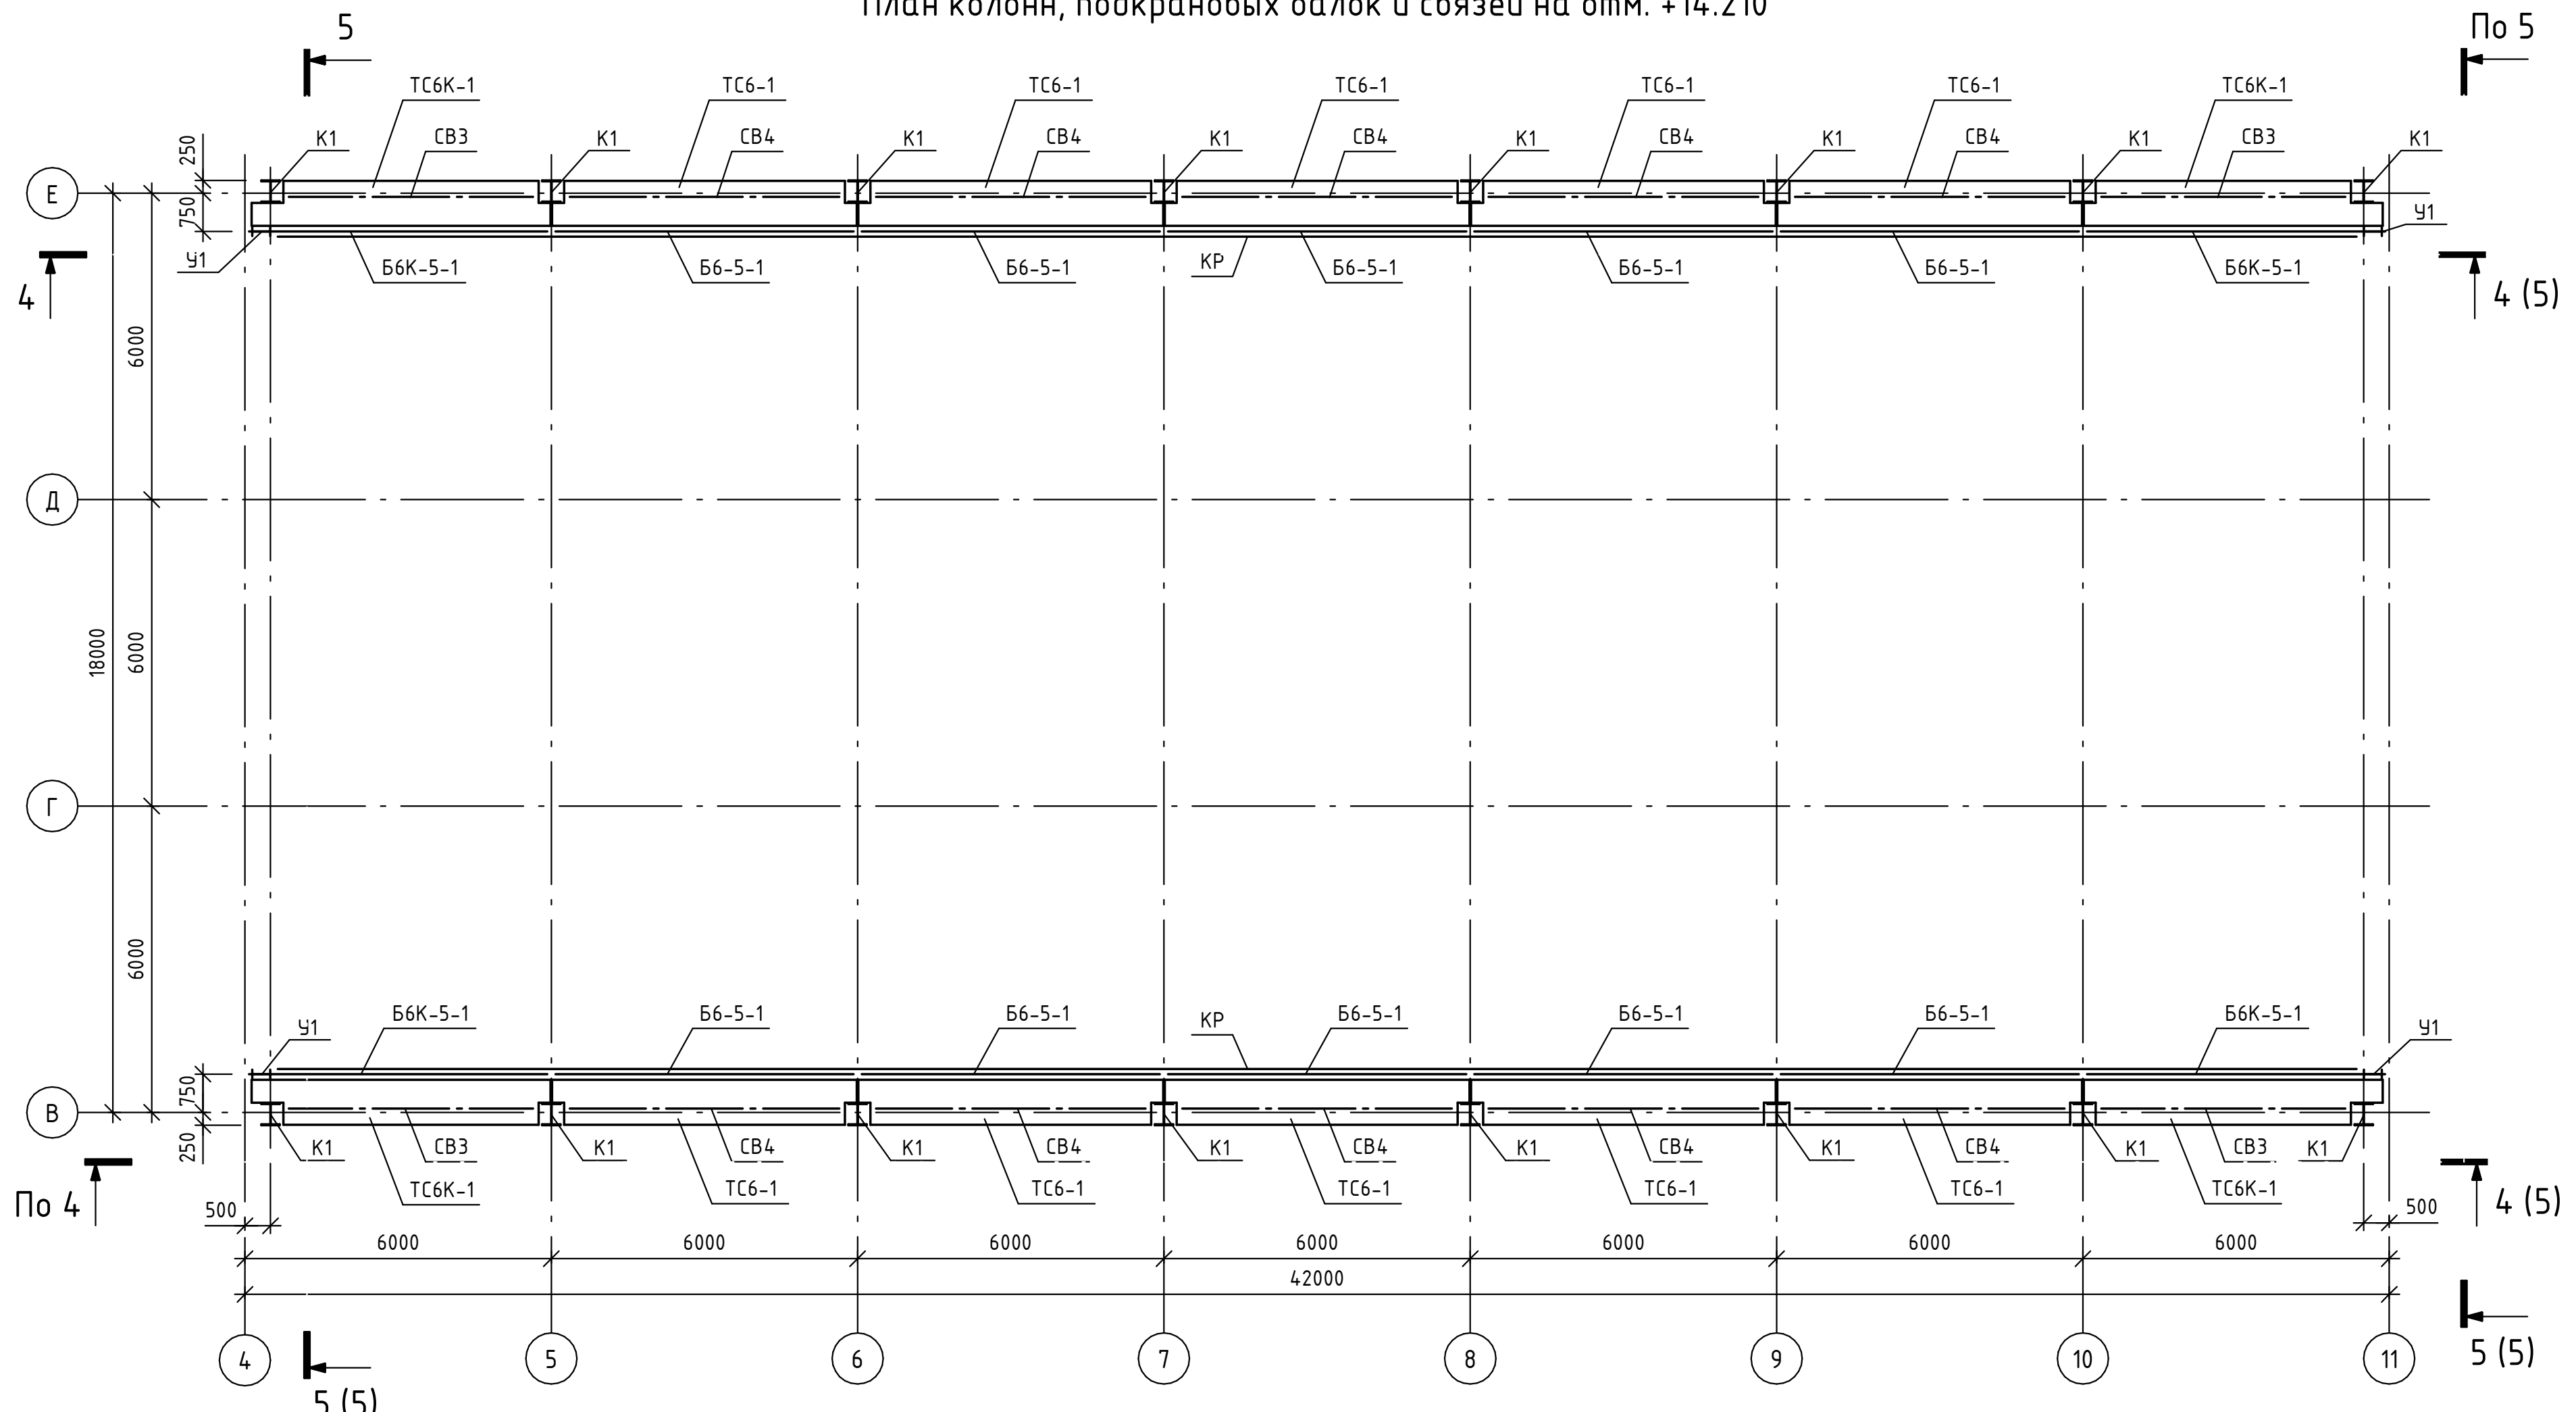 План колонн, подкрановых балок и связей на отм. +14.210
5
По 5
ТС6К-1 ТС6-1 ТС6-1 ТС6-1 ТС6-1 ТС6-1 ТС6К-1
К1 СВ3 К1 СВ4 К1 СВ4 К1 СВ4 К1 СВ4 К1 СВ4 К1 СВ3 К1
250
Е
750
У1
У1
Б6К-5-1 Б6-5-1 Б6-5-1 КР Б6-5-1 Б6-5-1 Б6-5-1 Б6К-5-1
4
4 (5)
6000
Д
18000
6000
Г
6000
Б6К-5-1 Б6-5-1 Б6-5-1 КР Б6-5-1 Б6-5-1 Б6-5-1 Б6К-5-1
У1
У1
750
В
250
К1 СВ3 К1 СВ4 К1 СВ4 К1 СВ4 К1 СВ4 К1 СВ4 К1 СВ3 К1
ТС6К-1 ТС6-1 ТС6-1 ТС6-1 ТС6-1 ТС6-1 ТС6К-1
По 4
4 (5)
500
500
6000 6000 6000 6000 6000 6000 6000
42000
4 5 6 7 8 9 10 11
5 (5)
5 (5)